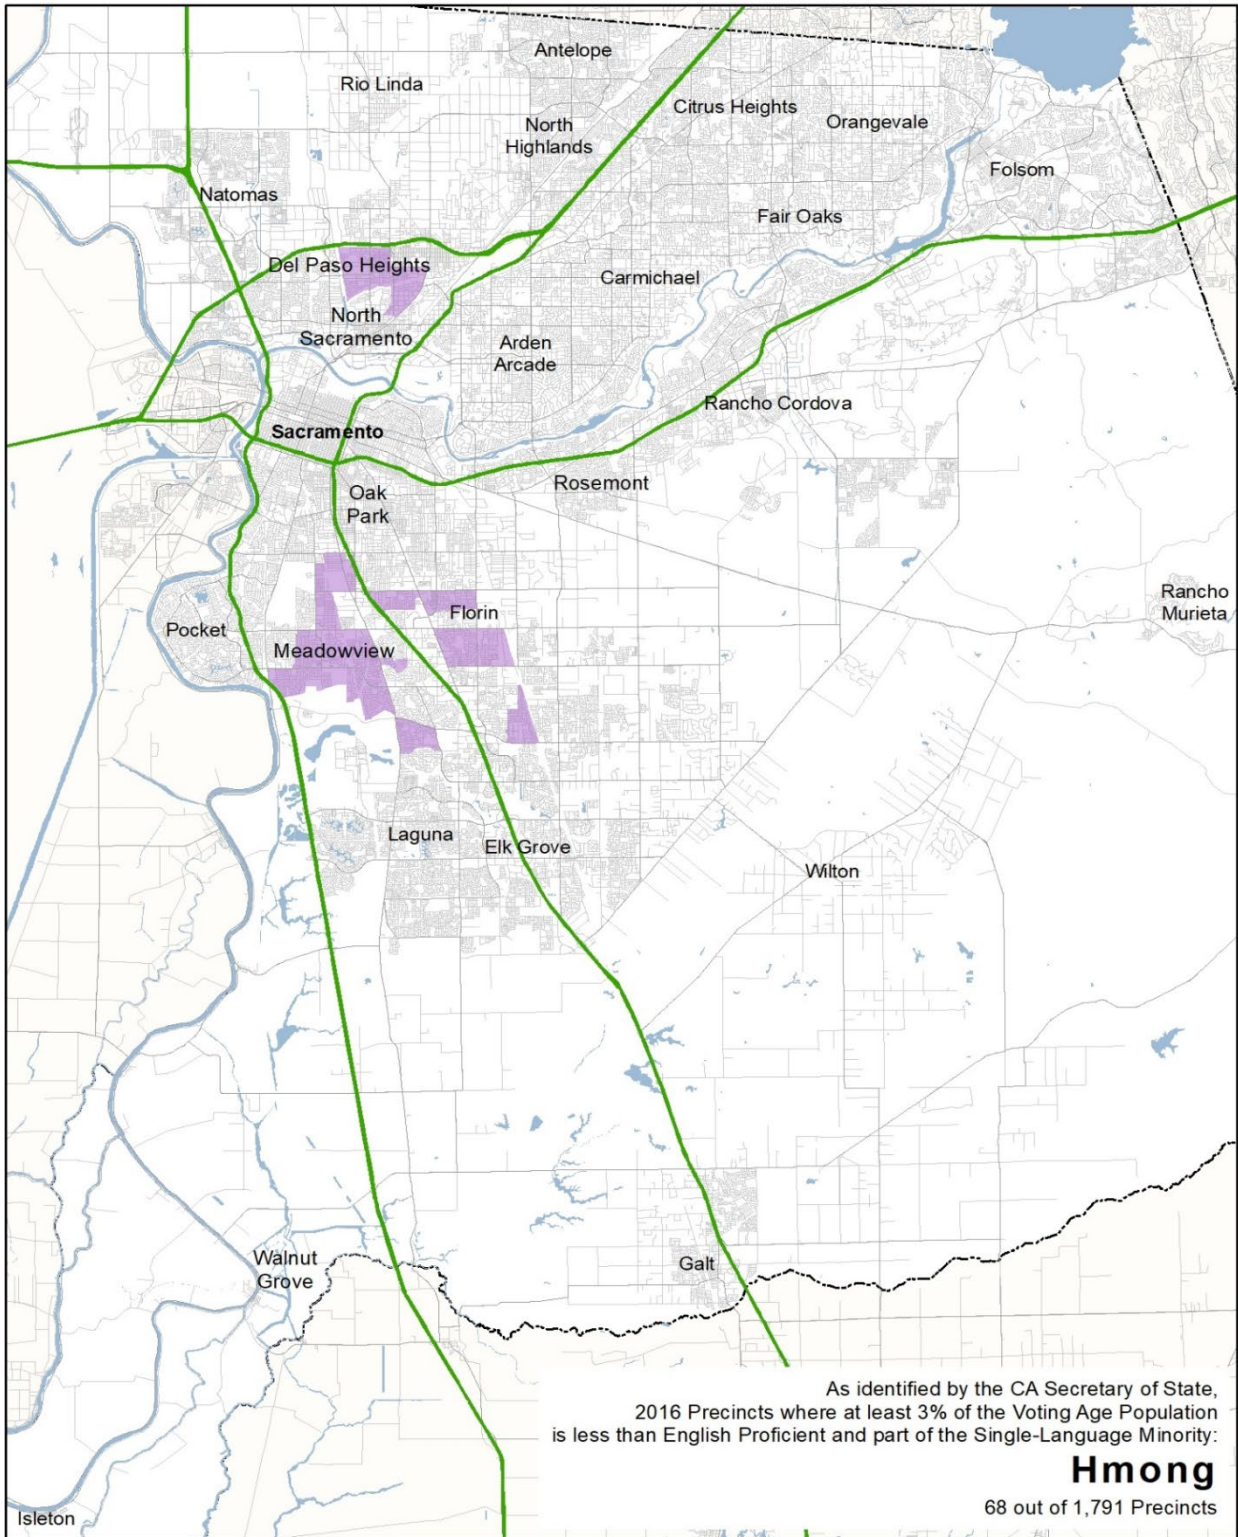 Antelope
Rio Linda
Citrus Heights
North
Highlands
Orangevale
Folsom
Natomas
Fair Oaks
Del Paso Heights
Carmichael
North
Sacramento
Arden
Arcade
Rancho Cordova
Sacramento
Rosemont
Oak
Park
Rancho
Murieta
Florin
Pocket
Meadowview
Laguna
Elk Grove
Wilton
Walnut
Grove
Galt
As identified by the CA Secretary of State,
2016 Precincts where at least 3% of the Voting Age Population
is less than English Proficient and part of the Single-Language Minority:
Hmong
68 out of 1,791 Precincts
Isleton